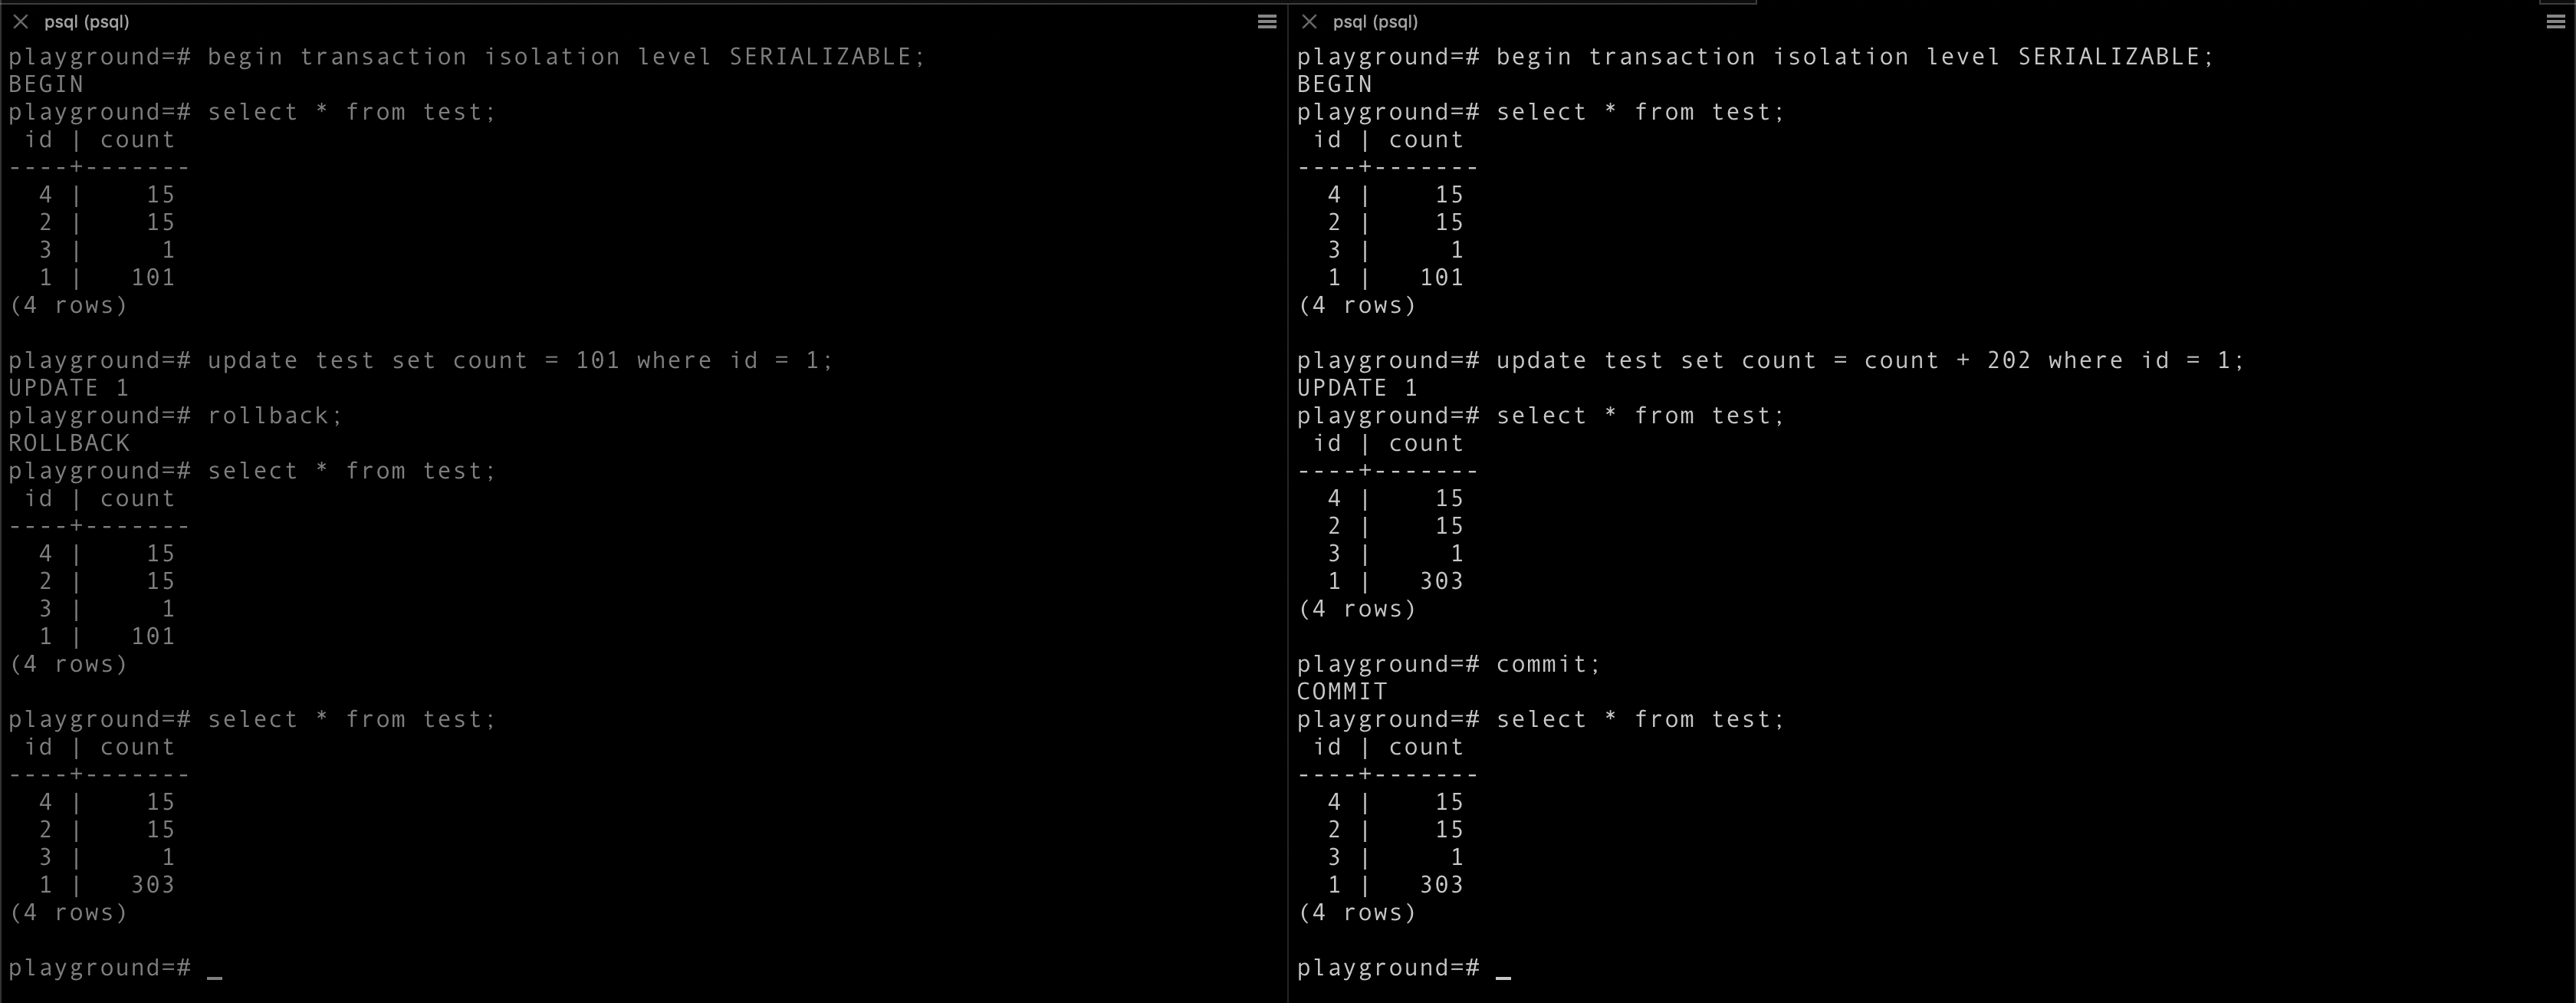 psql (psql)
playground=# begin transaction isolation level SERIALIZABLE;
BEGIN
playground=# select * from test;
 id | count
----+-------
  4 |    15
  2 |    15
  3 |     1
  1 |   101
(4 rows)

playground=# update test set count = 101 where id = 1;
UPDATE 1
playground=# rollback;
ROLLBACK
playground=# select * from test;
 id | count
----+-------
  4 |    15
  2 |    15
  3 |     1
  1 |   101
(4 rows)

playground=# select * from test;
 id | count
----+-------
  4 |    15
  2 |    15
  3 |     1
  1 |   303
(4 rows)

playground=# _
psql (psql)
playground=# begin transaction isolation level SERIALIZABLE;
BEGIN
playground=# select * from test;
 id | count
----+-------
  4 |    15
  2 |    15
  3 |     1
  1 |   101
(4 rows)

playground=# update test set count = count + 202 where id = 1;
UPDATE 1
playground=# select * from test;
 id | count
----+-------
  4 |    15
  2 |    15
  3 |     1
  1 |   303
(4 rows)

playground=# commit;
COMMIT
playground=# select * from test;
 id | count
----+-------
  4 |    15
  2 |    15
  3 |     1
  1 |   303
(4 rows)

playground=# _